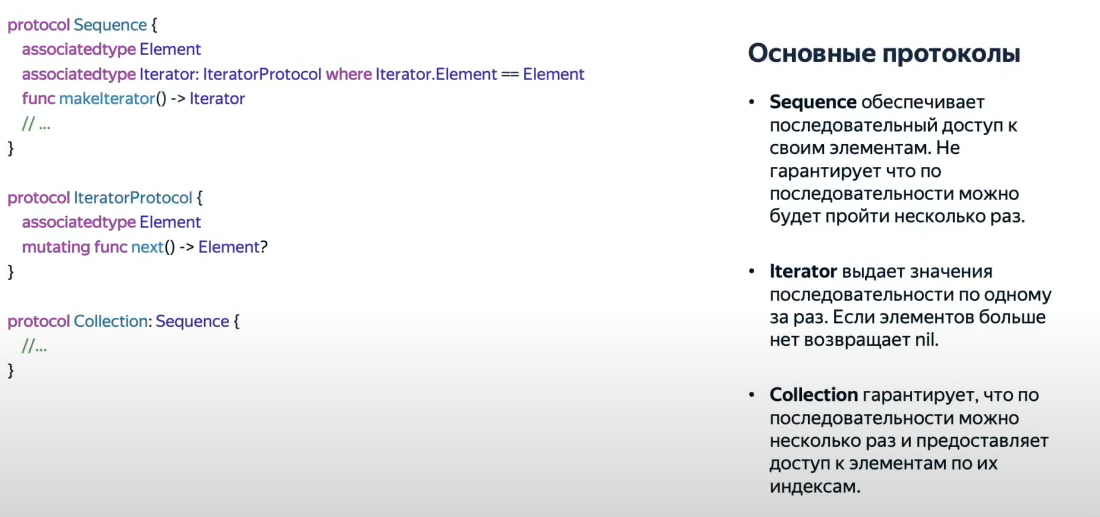 protocol Sequence {
associatedtype Element
associatedtype Iterator: IteratorProtocol where Iterator.Element == Element
func makeIterator() -> Iterator
// ...
}
protocol IteratorProtocol {
associatedtype Element
mutating func next() -> Element?
}
protocol Collection: Sequence {
//...
}
Основные протоколы
• Sequence обеспечивает
последовательный доступ к
своим элементам. Не
гарантирует что по
последовательности можно
будет пройти несколько раз.
• Iterator выдает значения
последовательности по одному
за раз. Если элементов больше
нет возвращает nil.
• Collection гарантирует, что по
последовательности можно
несколько раз и предоставляет
доступ к элементам по их
индексам.